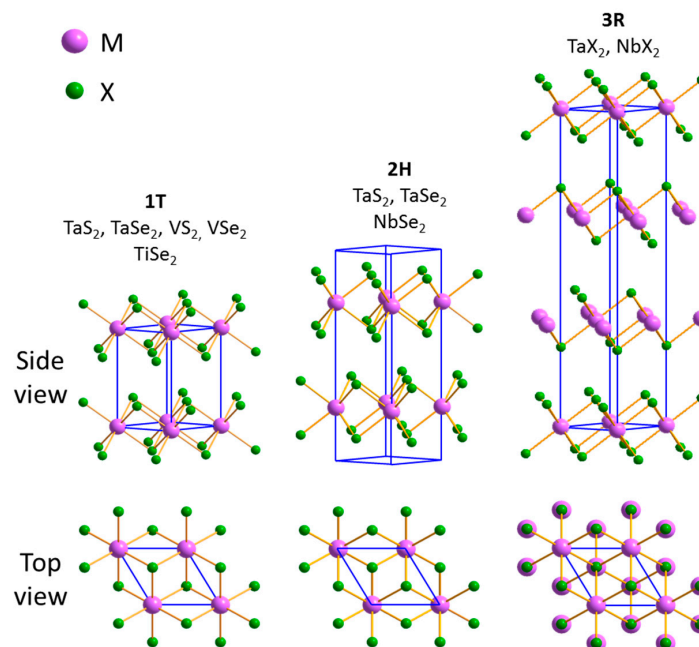 M
X
3R
TaX₂, NbX₂
2H
TaS₂, TaSe₂
NbSe₂
1T
TaS₂, TaSe₂, VS₂, VSe₂
TiSe₂
Side
view
Top
view